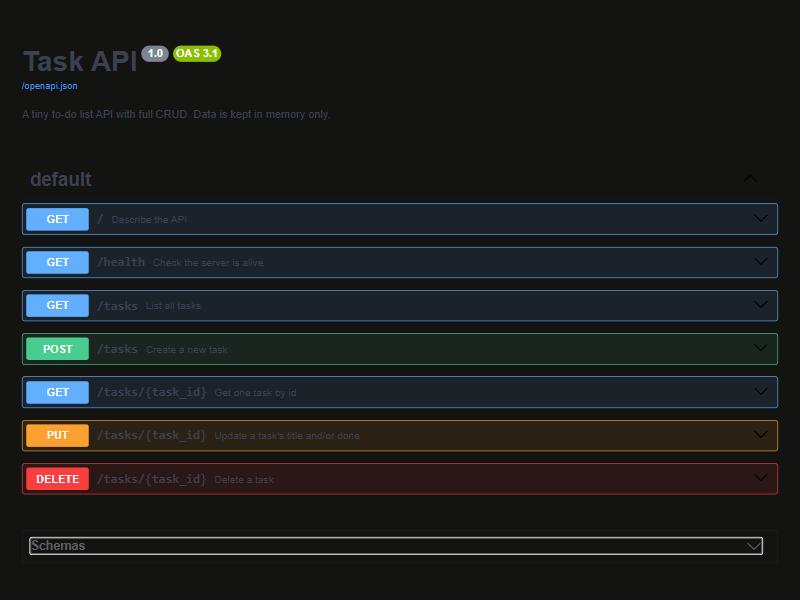 Task API 1.0 OAS 3.1
/openapi.json
A tiny to-do list API with full CRUD. Data is kept in memory only.
default
GET / Describe the API
GET /health Check the server is alive
GET /tasks List all tasks
POST /tasks Create a new task
GET /tasks/{task_id} Get one task by id
PUT /tasks/{task_id} Update a task's title and/or done
DELETE /tasks/{task_id} Delete a task
Schemas